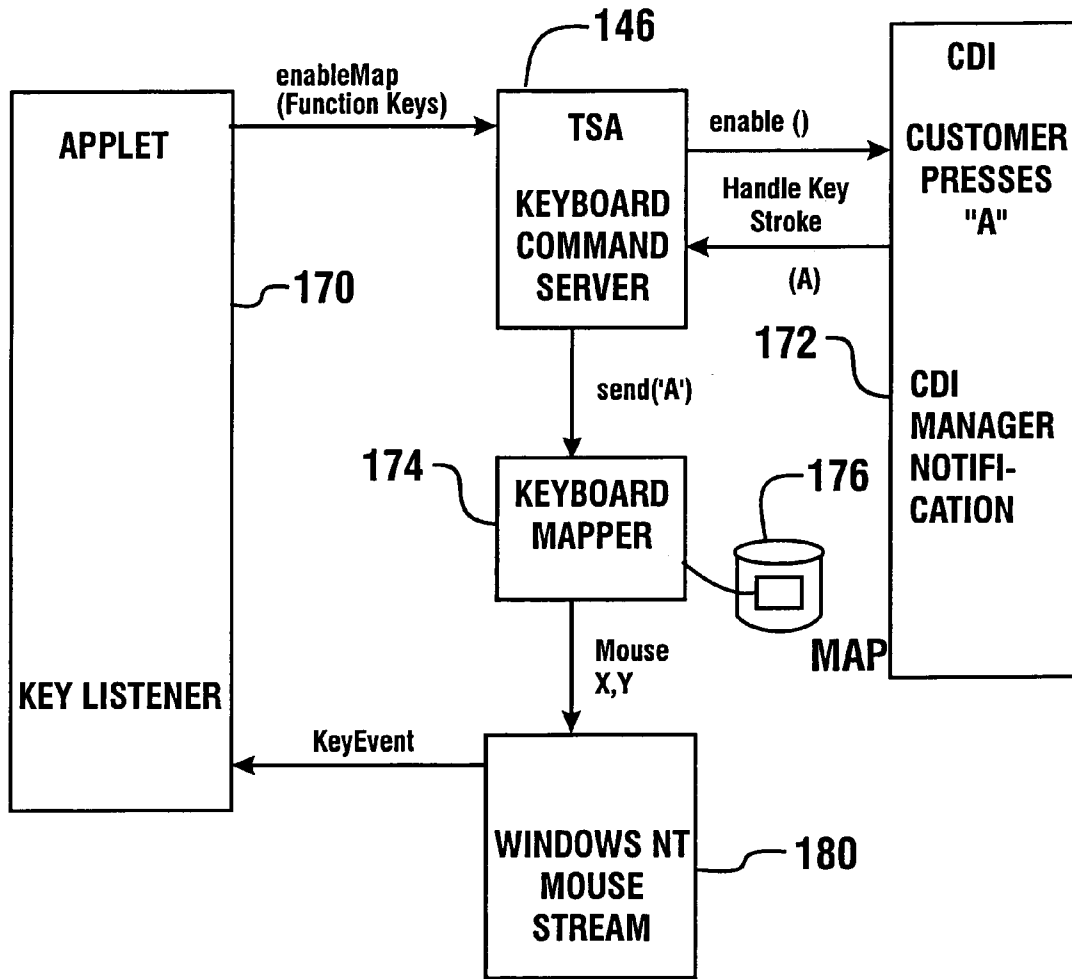 146
CDI
enableMap
(Function Keys)
APPLET
TSA
enable ()
CUSTOMER
PRESSES
"A"
KEYBOARD
COMMAND
SERVER
Handle Key
Stroke
(A)
170
172
send('A')
CDI
MANAGER
NOTIFI-
CATION
174
KEYBOARD
MAPPER
176
MAP
Mouse
X,Y
KEY LISTENER
KeyEvent
WINDOWS NT
MOUSE
STREAM
180